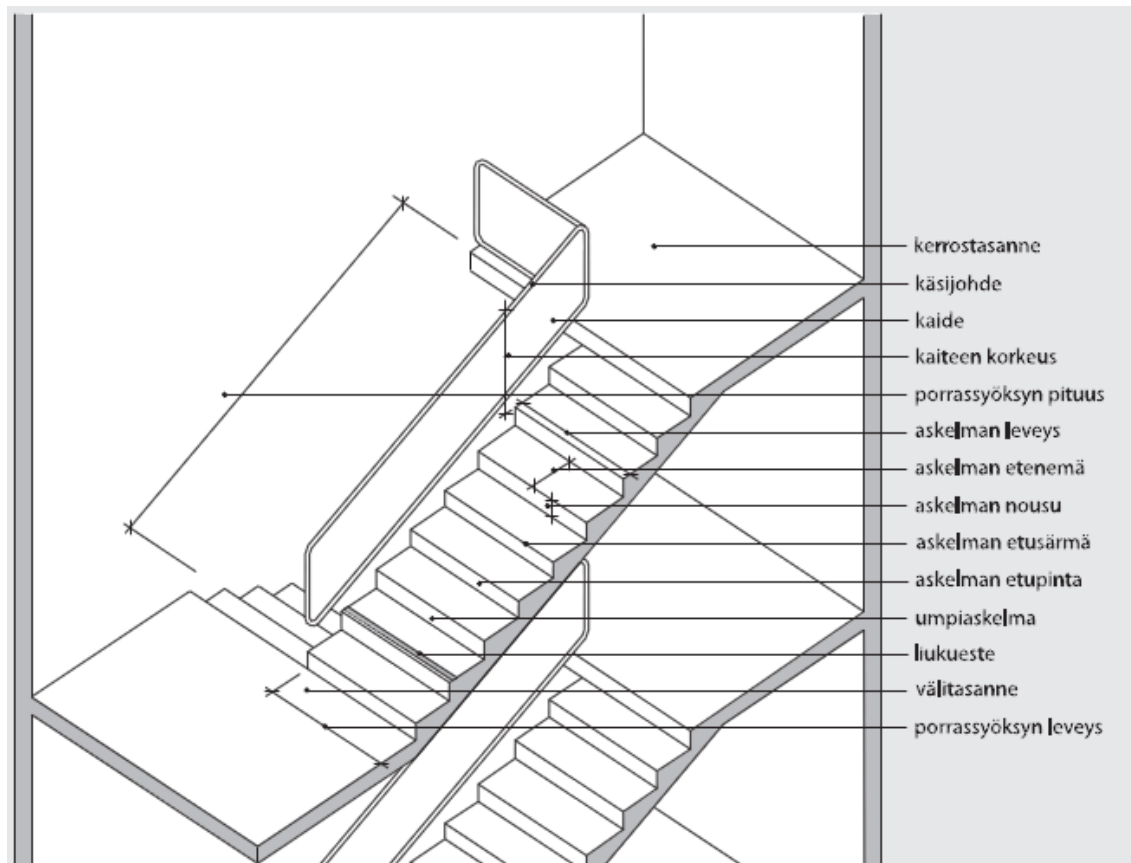 kerrostasanne
käsijohde
kaide
kaiteen korkeus
porrassyöksyn pituus
askelman leveys
askelman etenemä
askelman nousu
askelman etusärmä
askelman etupinta
umpiaskelma
liukueste
välitasanne
porrassyöksyn leveys